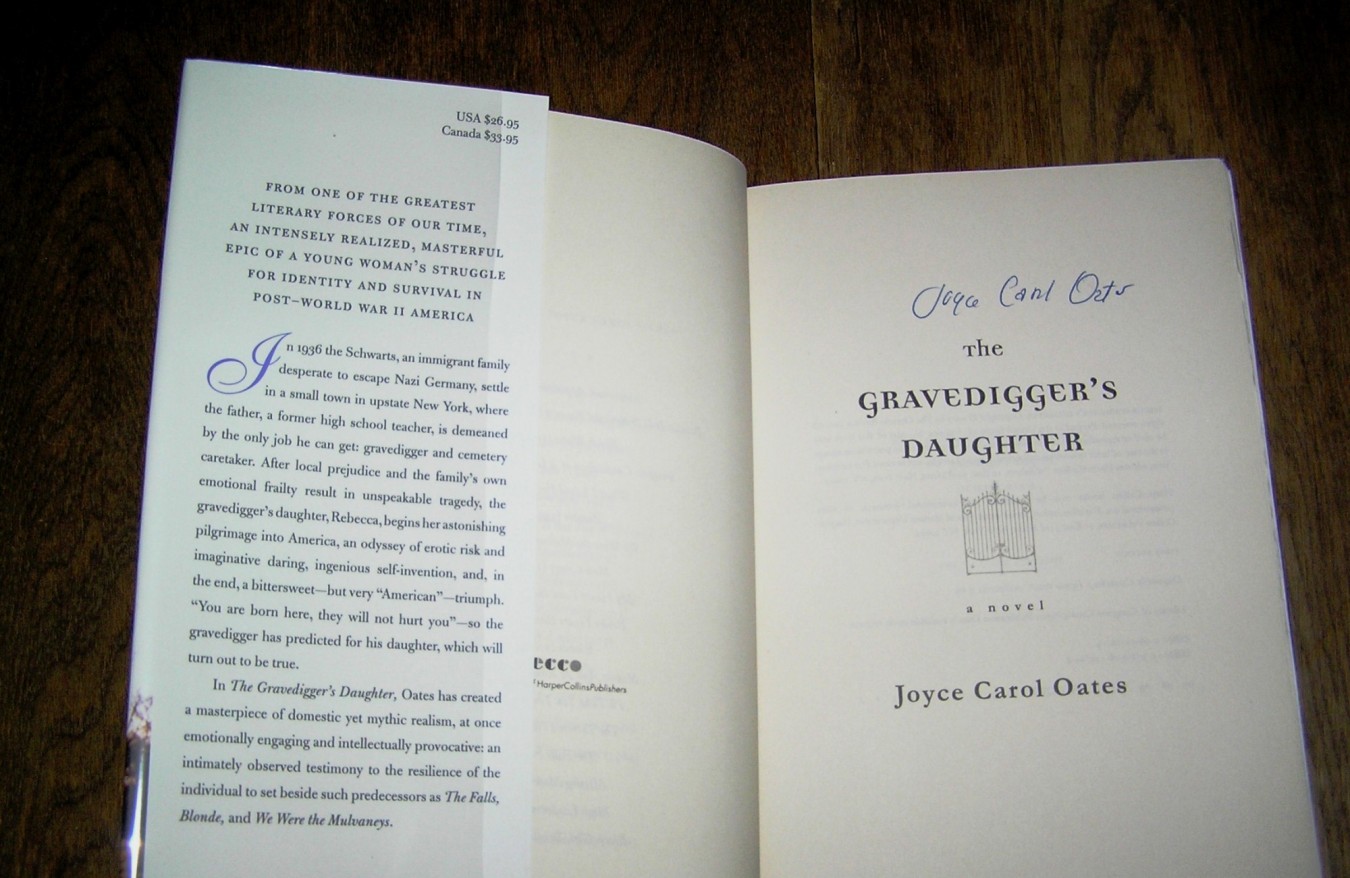 USA $26.95
Canada $33.95
FROM ONE OF THE GREATEST
LITERARY FORCES OF OUR TIME,
AN INTENSELY REALIZED, MASTERFUL
EPIC OF A YOUNG WOMAN'S STRUGGLE
FOR IDENTITY AND SURVIVAL IN
POST–WORLD WAR II AMERICA
In 1936 the Schwarts, an immigrant family
desperate to escape Nazi Germany, settle
in a small town in upstate New York, where
the father, a former high school teacher, is demeaned
by the only job he can get: gravedigger and cemetery
caretaker. After local prejudice and the family's own
emotional frailty result in unspeakable tragedy, the
gravedigger's daughter, Rebecca, begins her astonishing
pilgrimage into America, an odyssey of erotic risk and
imaginative daring, ingenious self-invention, and, in
the end, a bittersweet—but very "American"—triumph.
"You are born here, they will not hurt you"—so the
gravedigger has predicted for his daughter, which will
turn out to be true.
In The Gravedigger's Daughter, Oates has created
a masterpiece of domestic yet mythic realism, at once
emotionally engaging and intellectually provocative: an
intimately observed testimony to the resilience of the
individual to set beside such predecessors as The Falls,
Blonde, and We Were the Mulvaneys.
ecco
HarperCollinsPublishers
Joyce Carol Oates
The
GRAVEDIGGER'S
DAUGHTER
a novel
Joyce Carol Oates